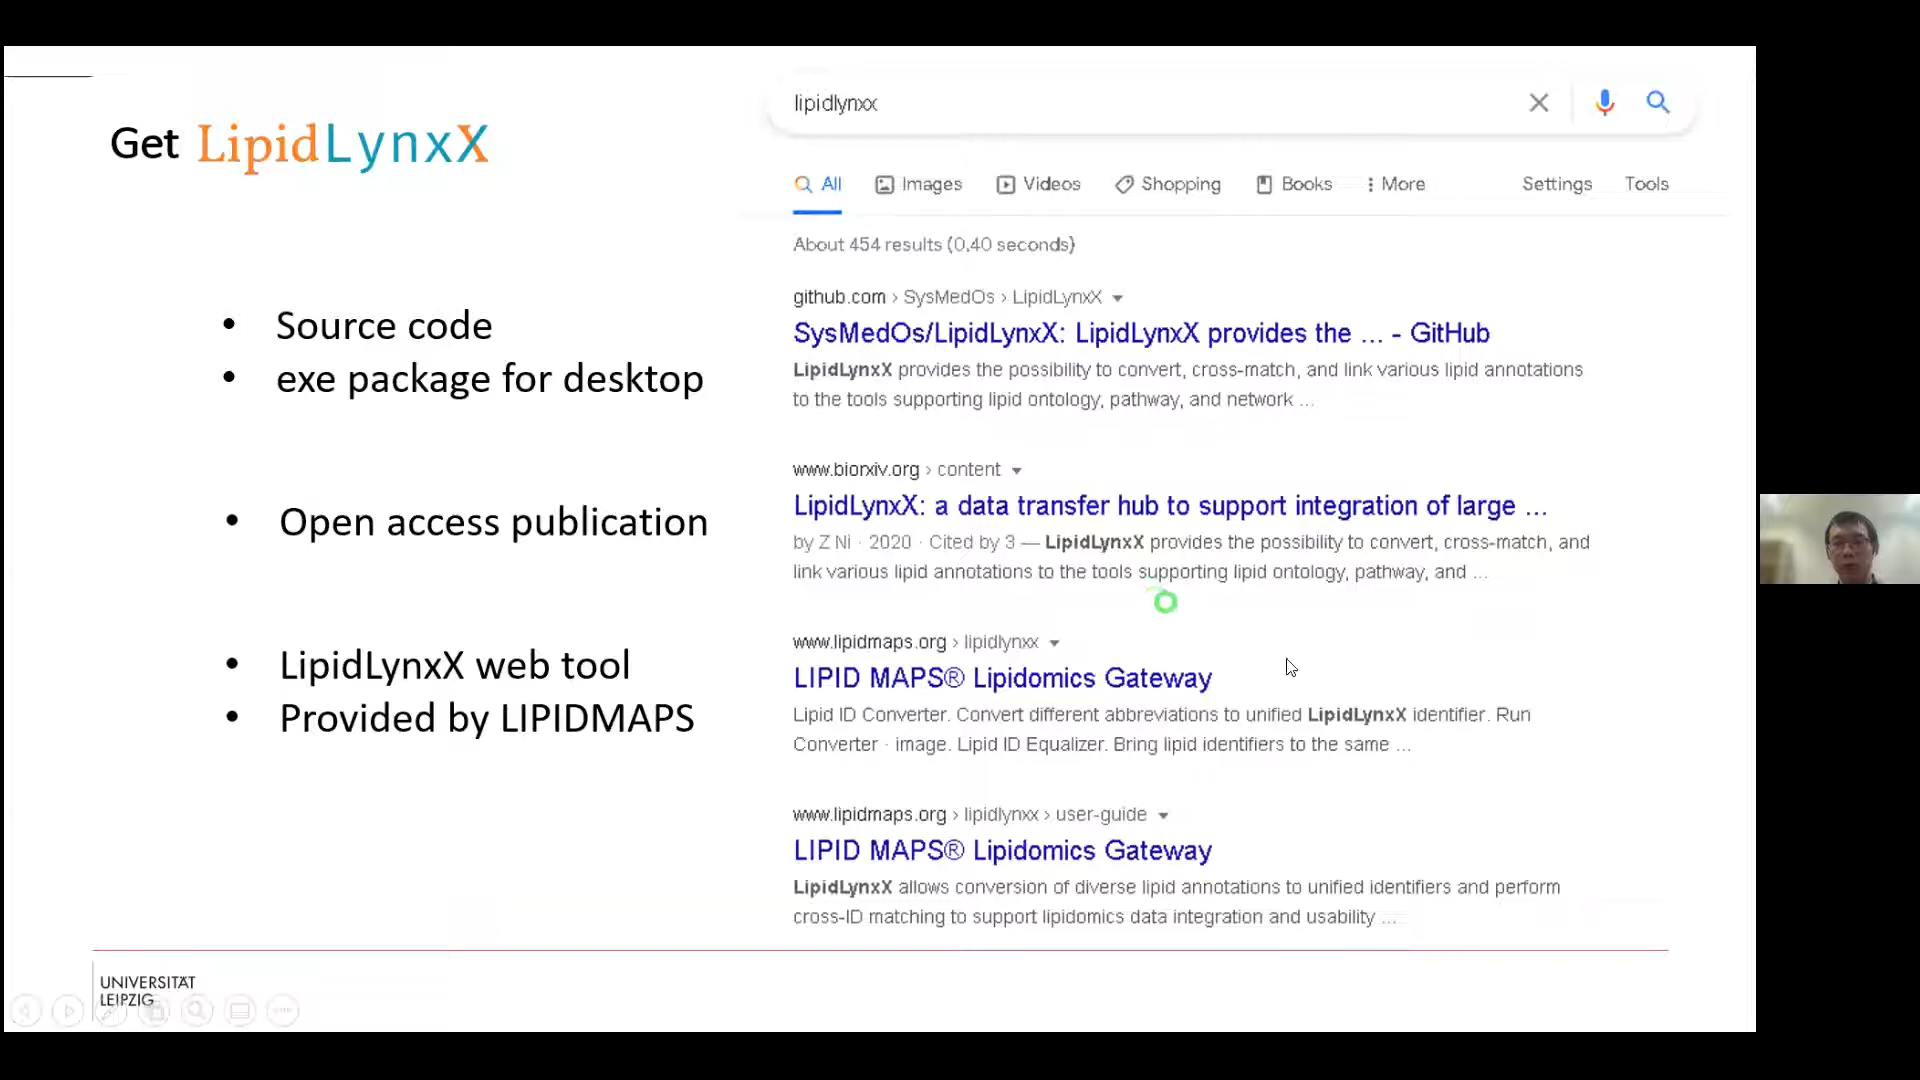 Get LipidLynxX
• Source code
• exe package for desktop
• Open access publication
• LipidLynxX web tool
• Provided by LIPIDMAPS
lipidlynxx
All Images Videos Shopping Books More Settings Tools
About 454 results (0,40 seconds)
github.com › SysMedOs › LipidLynxX
SysMedOs/LipidLynxX: LipidLynxX provides the ... - GitHub
LipidLynxX provides the possibility to convert, cross-match, and link various lipid annotations
to the tools supporting lipid ontology, pathway, and network ...
www.biorxiv.org › content
LipidLynxX: a data transfer hub to support integration of large ...
by Z Ni · 2020 · Cited by 3 — LipidLynxX provides the possibility to convert, cross-match, and
link various lipid annotations to the tools supporting lipid ontology, pathway, and ...
www.lipidmaps.org › lipidlynxx
LIPID MAPS® Lipidomics Gateway
Lipid ID Converter. Convert different abbreviations to unified LipidLynxX identifier. Run
Converter · image. Lipid ID Equalizer. Bring lipid identifiers to the same ...
www.lipidmaps.org › lipidlynxx › user-guide
LIPID MAPS® Lipidomics Gateway
LipidLynxX allows conversion of diverse lipid annotations to unified identifiers and perform
cross-ID matching to support lipidomics data integration and usability ...
UNIVERSITÄT
LEIPZIG